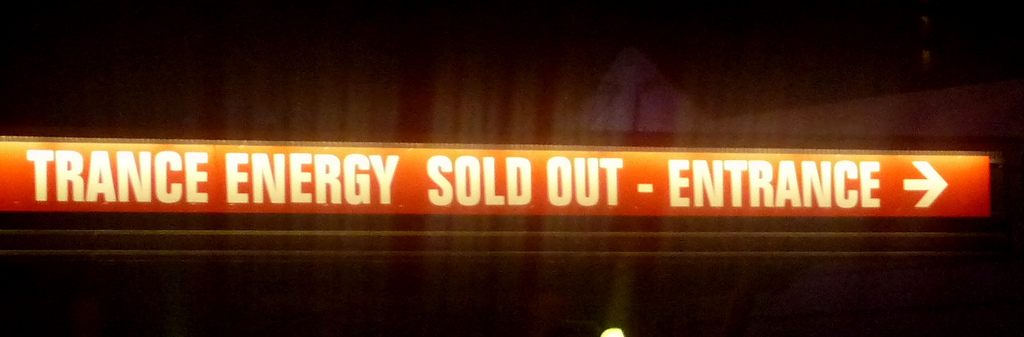 TRANCE ENERGY SOLD OUT - ENTRANCE →